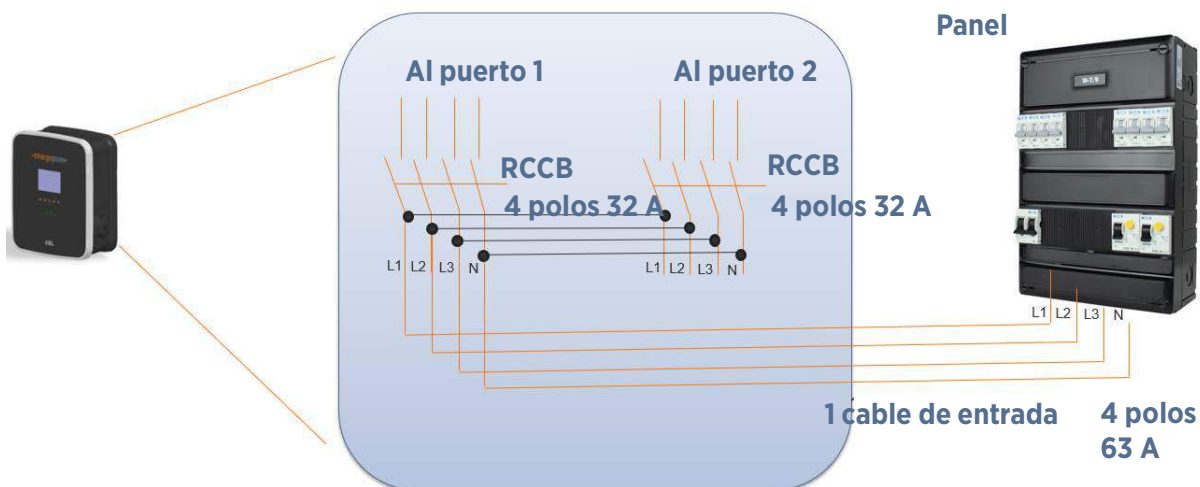 Panel
Al puerto 1
Al puerto 2
RCCB
4 polos 32 A
RCCB
4 polos 32 A
L1 L2 L3 N
L1 L2 L3 N
L1 L2 L3 N
1 cable de entrada
4 polos
63 A